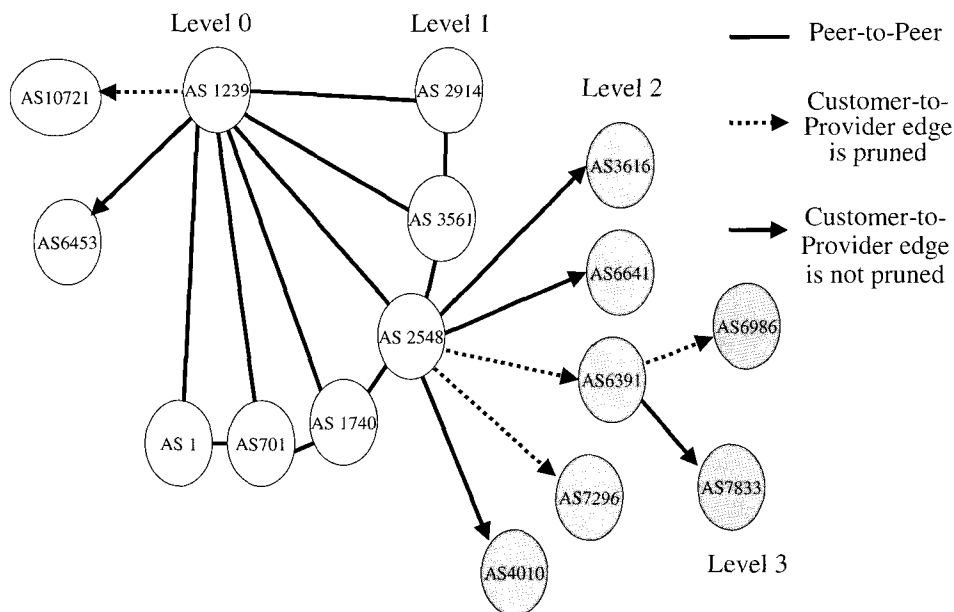 Level 0
Level 1
Peer-to-Peer
AS10721
AS 1239
AS 2914
Level 2
Customer-to-
Provider edge
is pruned
AS3616
AS6453
AS 3561
Customer-to-
Provider edge
is not pruned
AS6641
AS6986
AS 2548
AS6391
AS 1
AS701
AS 1740
AS7296
AS7833
AS4010
Level 3